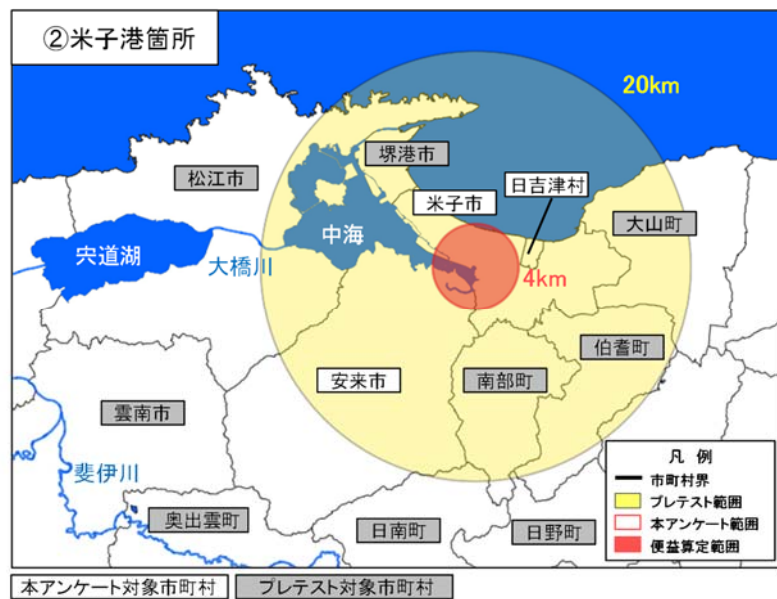 ②米子港箇所
20km
堺港市
松江市
日吉津村
米子市
大山町
中海
宍道湖
大橋川
4km
伯耆町
安来市
南部町
雲南市
凡 例
市町村界
斐伊川
プレテスト範囲
本アンケート範囲
奥出雲町
日南町
日野町
便益算定範囲
本アンケート対象市町村
プレテスト対象市町村